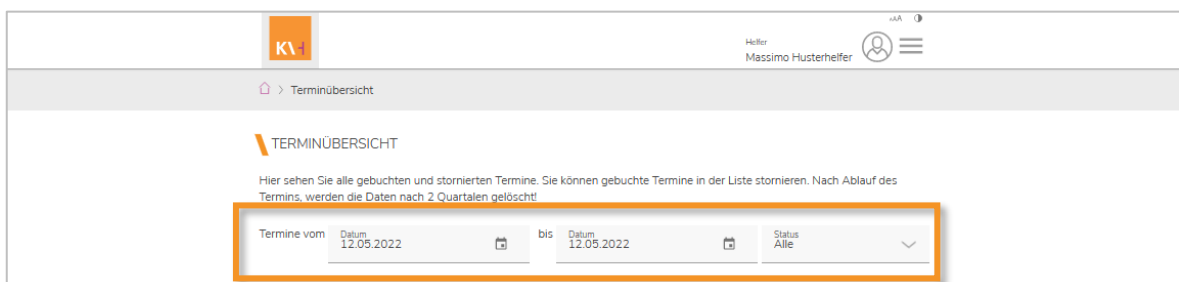 AAA
KVH
Helfer
Massimo Husterhelfer
> Terminübersicht
TERMINÜBERSICHT
Hier sehen Sie alle gebuchten und stornierten Termine. Sie können gebuchte Termine in der Liste stornieren. Nach Ablauf des
Termins, werden die Daten nach 2 Quartalen gelöscht!
Termine vom Datum 12.05.2022 bis Datum 12.05.2022 Status Alle